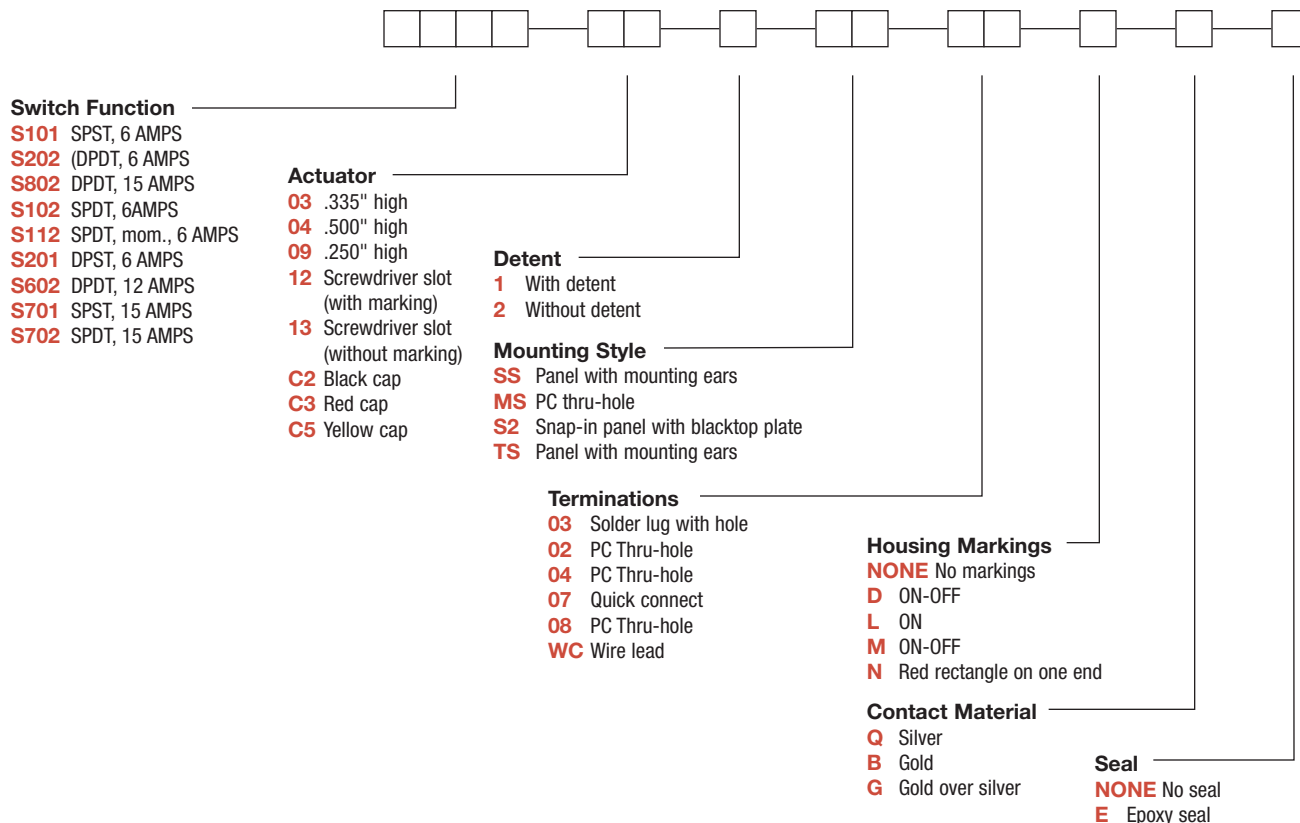 Switch Function
S101 SPST, 6 AMPS
S202 (DPDT, 6 AMPS
S802 DPDT, 15 AMPS
S102 SPDT, 6AMPS
S112 SPDT, mom., 6 AMPS
S201 DPST, 6 AMPS
S602 DPDT, 12 AMPS
S701 SPST, 15 AMPS
S702 SPDT, 15 AMPS
Actuator
03 .335" high
04 .500" high
09 .250" high
12 Screwdriver slot
(with marking)
13 Screwdriver slot
(without marking)
C2 Black cap
C3 Red cap
C5 Yellow cap
Detent
1 With detent
2 Without detent
Mounting Style
SS Panel with mounting ears
MS PC thru-hole
S2 Snap-in panel with blacktop plate
TS Panel with mounting ears
Terminations
03 Solder lug with hole
02 PC Thru-hole
04 PC Thru-hole
07 Quick connect
08 PC Thru-hole
WC Wire lead
Housing Markings
NONE No markings
D ON-OFF
L ON
M ON-OFF
N Red rectangle on one end
Contact Material
Q Silver
B Gold
G Gold over silver
Seal
NONE No seal
E Epoxy seal